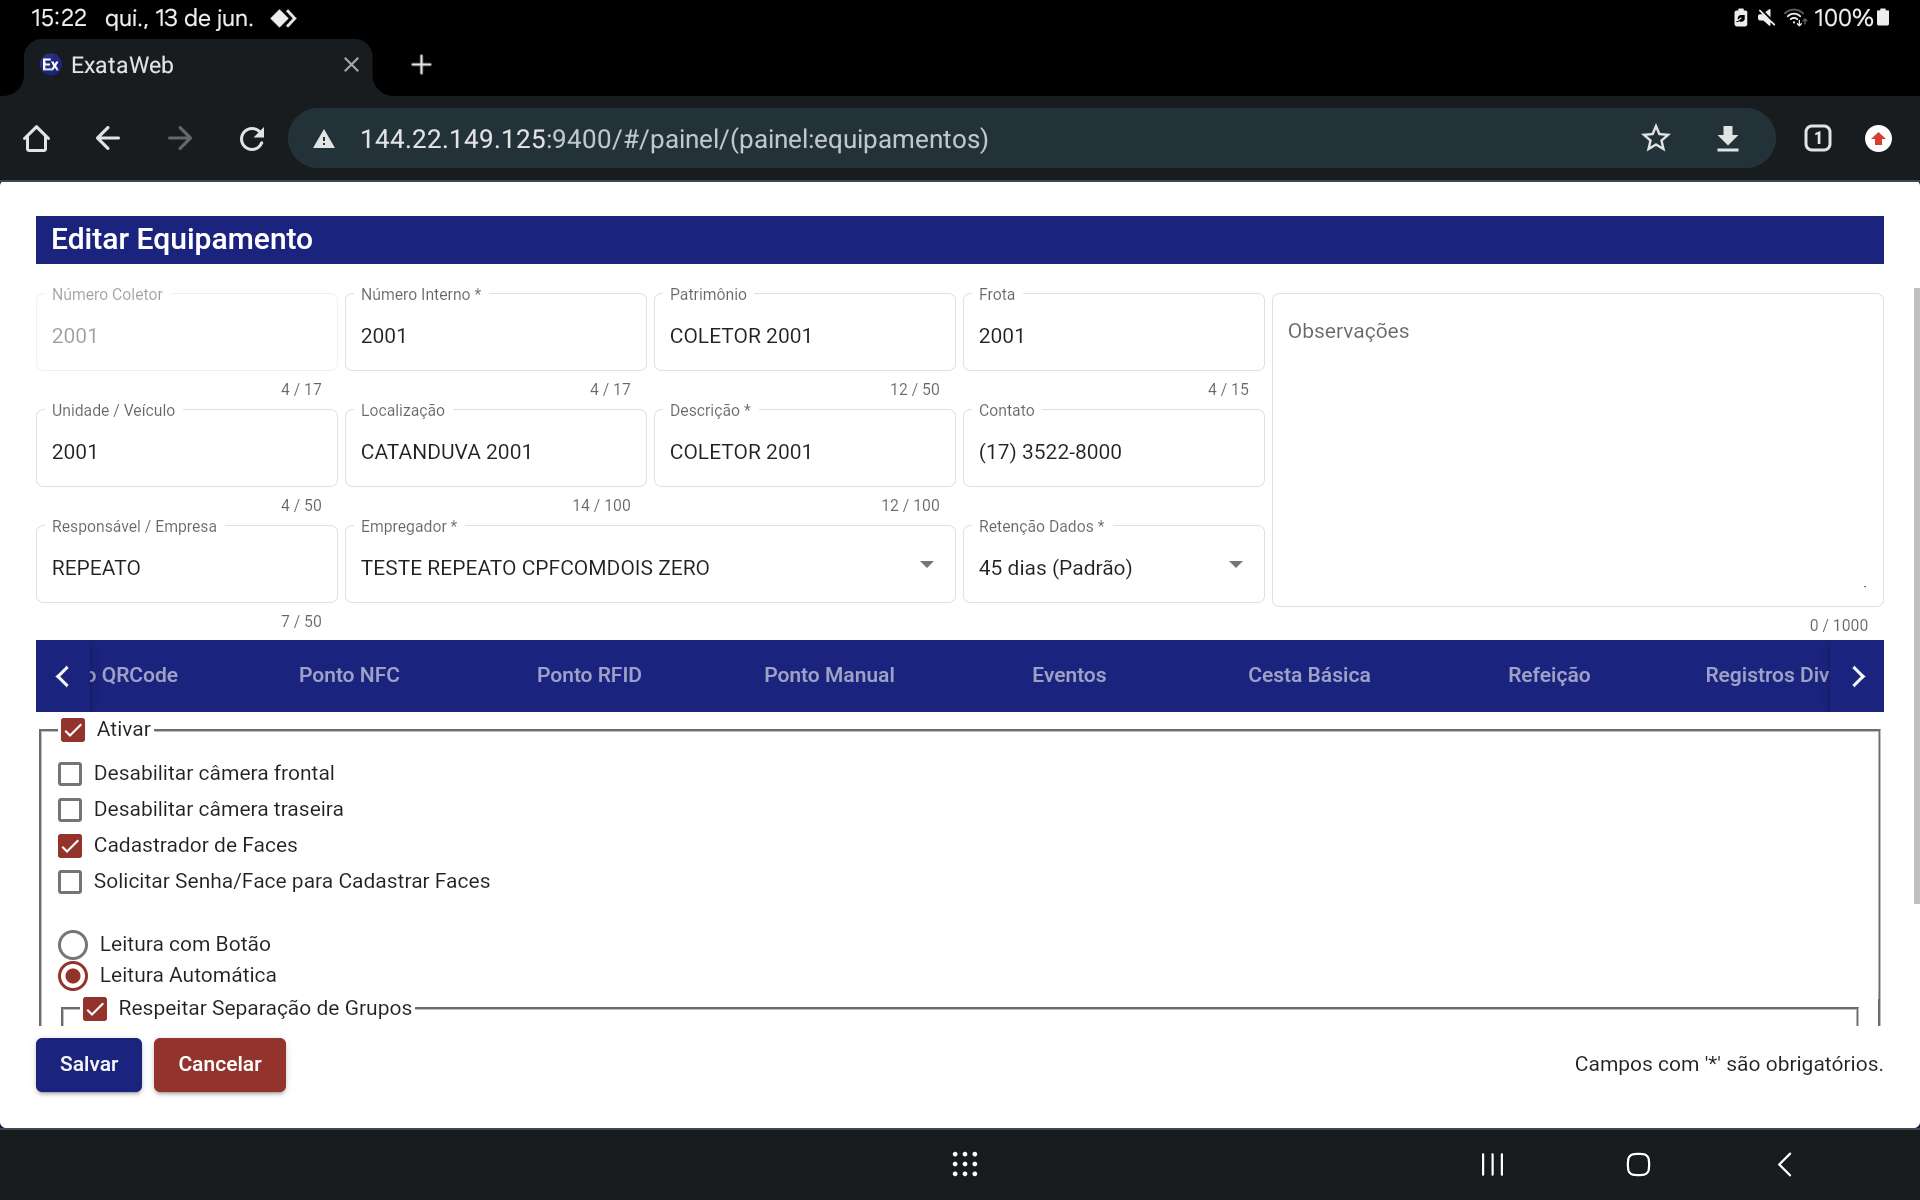 15:22 qui., 13 de jun.
100%
Ex ExataWeb
144.22.149.125:9400/#/painel/(painel:equipamentos)
1
Editar Equipamento
Número Coletor
2001
4 / 17
Número Interno *
2001
4 / 17
Patrimônio
COLETOR 2001
12 / 50
Frota
2001
4 / 15
Observações
0 / 1000
Unidade / Veículo
2001
4 / 50
Localização
CATANDUVA 2001
14 / 100
Descrição *
COLETOR 2001
12 / 100
Contato
(17) 3522-8000
Responsável / Empresa
REPEATO
7 / 50
Empregador *
TESTE REPEATO CPFCOMDOIS ZERO
Retenção Dados *
45 dias (Padrão)
o QRCode
Ponto NFC
Ponto RFID
Ponto Manual
Eventos
Cesta Básica
Refeição
Registros Div
Ativar
Desabilitar câmera frontal
Desabilitar câmera traseira
Cadastrador de Faces
Solicitar Senha/Face para Cadastrar Faces
Leitura com Botão
Leitura Automática
Respeitar Separação de Grupos
Salvar
Cancelar
Campos com '*' são obrigatórios.